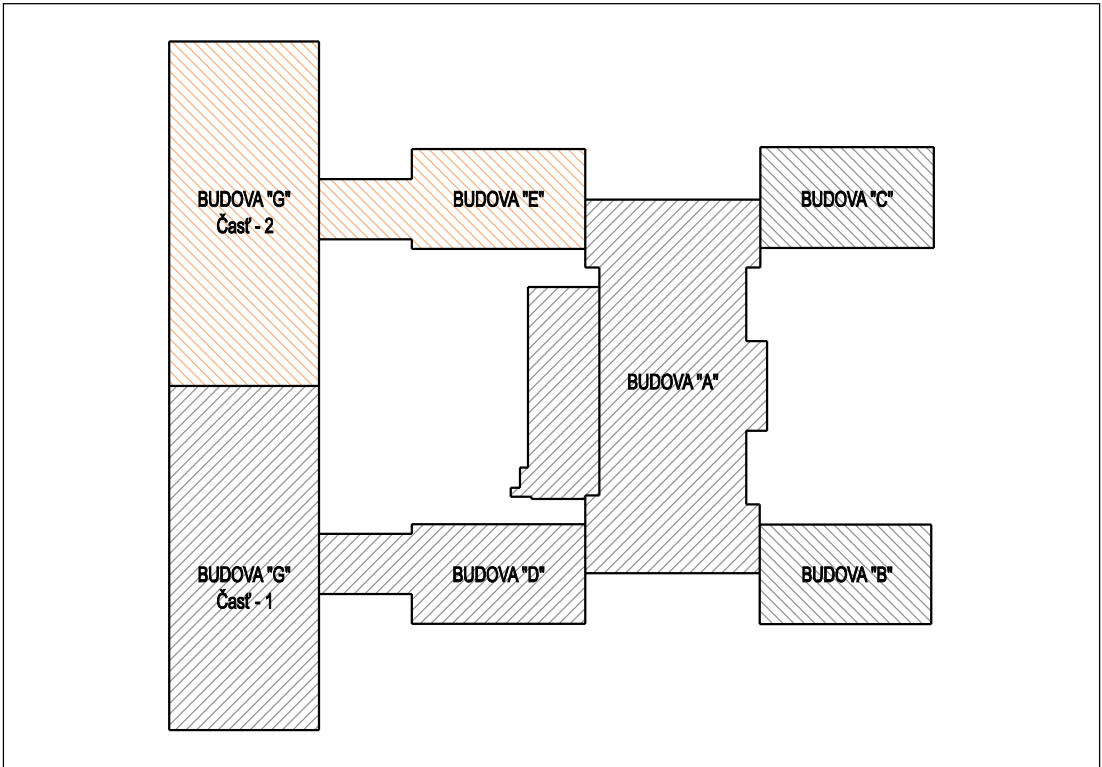 BUDOVA "G"
Časť - 2
BUDOVA "E"
BUDOVA "C"
BUDOVA "A"
BUDOVA "G"
Časť - 1
BUDOVA "D"
BUDOVA "B"